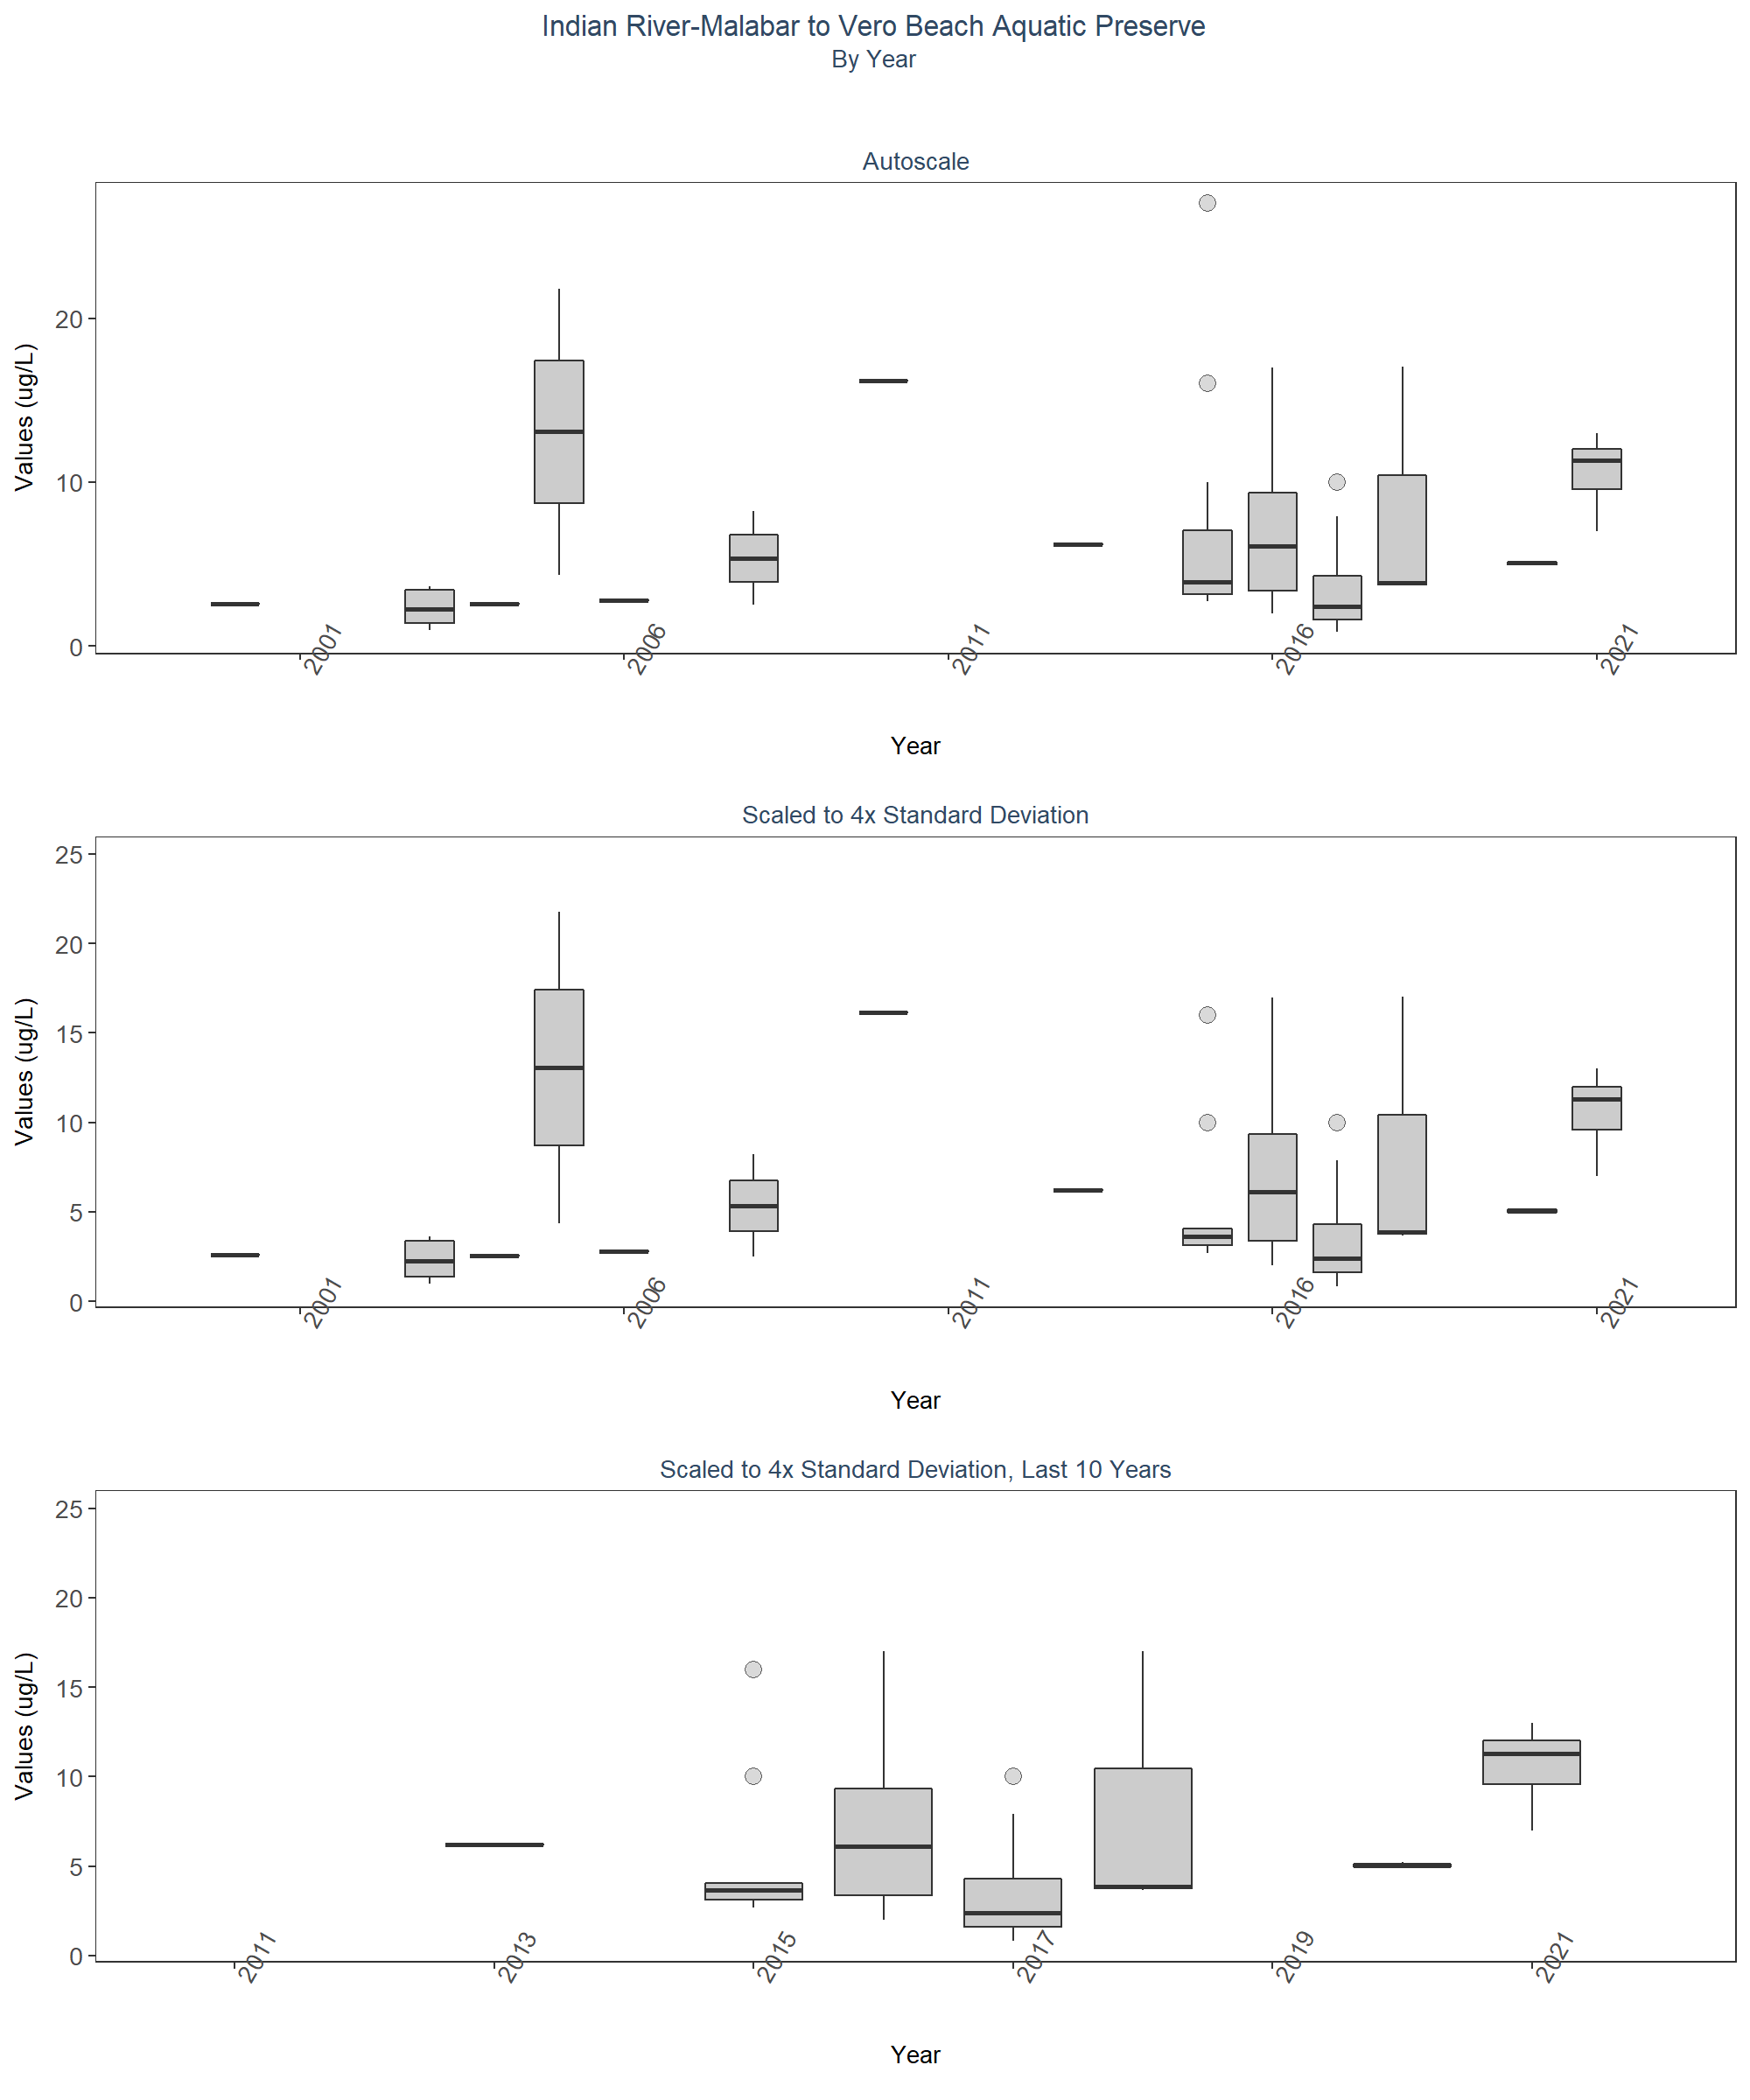 Indian River-Malabar to Vero Beach Aquatic Preserve
By Year
Autoscale
Values (ug/L)
20
10
0
2001
2006
2011
2016
2021
Year
Scaled to 4x Standard Deviation
Values (ug/L)
25
20
15
10
5
0
2001
2006
2011
2016
2021
Year
Scaled to 4x Standard Deviation, Last 10 Years
Values (ug/L)
25
20
15
10
5
0
2011
2013
2015
2017
2019
2021
Year